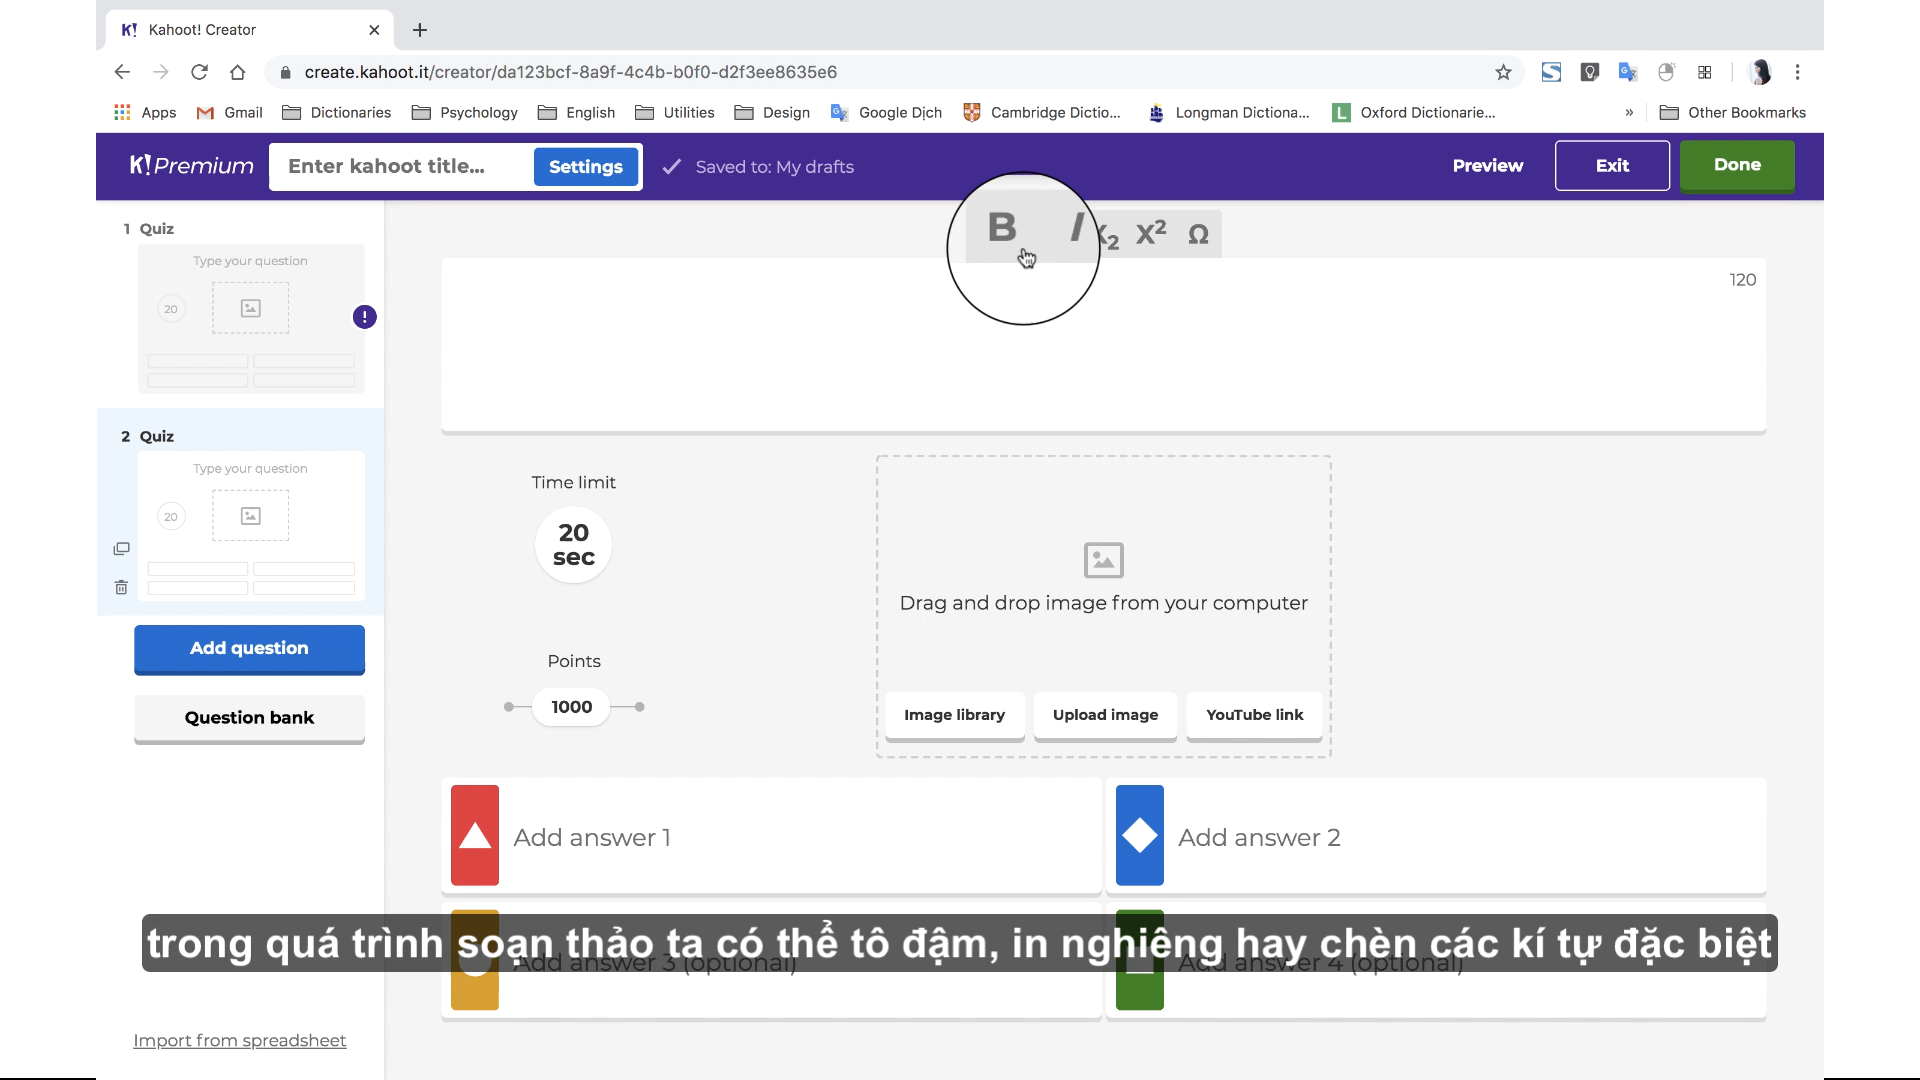 Kahoot! Creator
create.kahoot.it/creator/da123bcf-8a9f-4c4b-b0f0-d2f3ee8635e6
Apps Gmail Dictionaries Psychology English Utilities Design Google Dịch Cambridge Dictio... Longman Dictiona... Oxford Dictionarie... » Other Bookmarks
K! Premium Enter kahoot title... Settings Saved to: My drafts Preview Exit Done
B I X₂ X² Ω
120
1 Quiz
Type your question
20
!
2 Quiz
Type your question
20
Add question
Question bank
Import from spreadsheet
Time limit
20
sec
Points
1000
Drag and drop image from your computer
Image library Upload image YouTube link
Add answer 1
Add answer 2
Add answer 3 (optional)
Add answer 4 (optional)
trong quá trình soạn thảo ta có thể tô đậm, in nghiêng hay chèn các kí tự đặc biệt